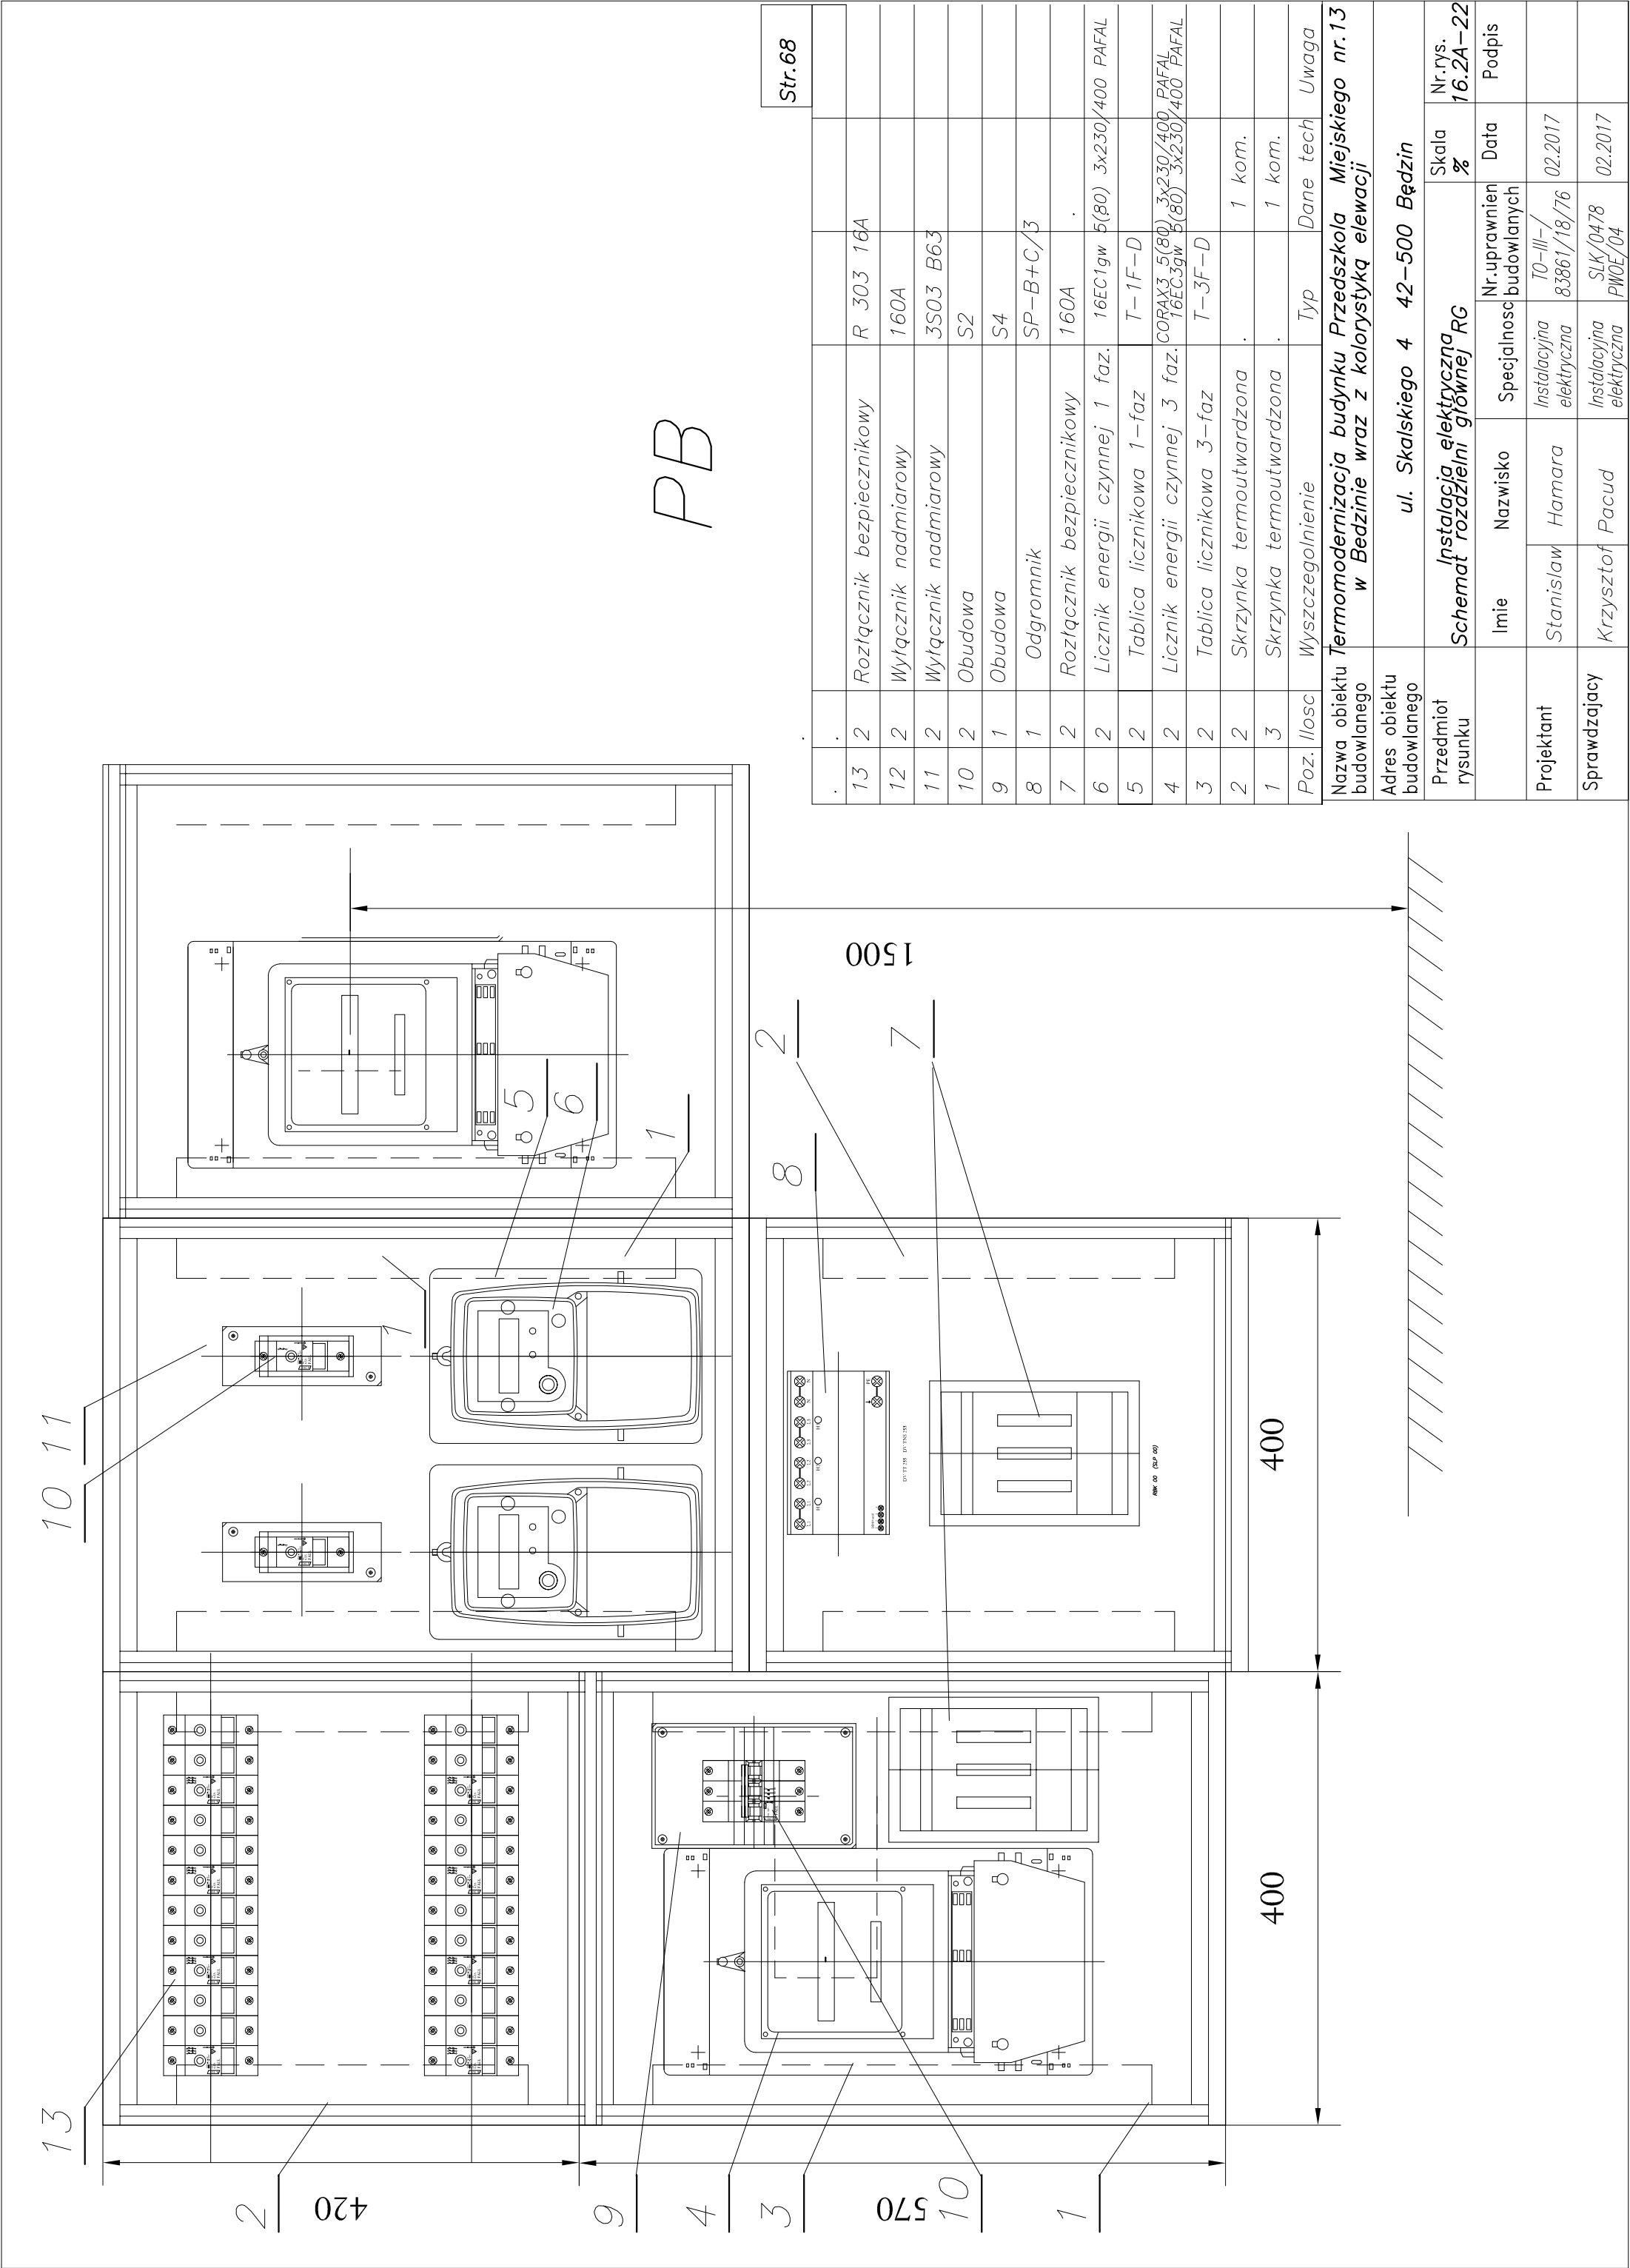 13
10 11
2
420
9
4
3
570
10
1
5
6
1
1
2
8
7
400
400
1500
RBK 00 (SLP 00)
PB
Str.68
13 2 Rozłącznik bezpiecznikowy R 303 16A
12 2 Wyłącznik nadmiarowy 160A
11 2 Wyłącznik nadmiarowy 3S03 B63
10 2 Obudowa S2
9 1 Obudowa S4
8 1 Odgromnik SP-B+C/3
7 2 Rozłącznik bezpiecznikowy 160A .
6 2 Licznik energii czynnej 1 faz. 16EC1gw 5(80) 3x230/400 PAFAL
5 2 Tablica licznikowa 1-faz T-1F-D
4 2 Licznik energii czynnej 3 faz. CORAX3 5(80) 3x230/400 PAFAL
16EC3gw 5(80) 3x230/400 PAFAL
3 2 Tablica licznikowa 3-faz T-3F-D
2 2 Skrzynka termoutwardzona . 1 kom.
1 3 Skrzynka termoutwardzona . 1 kom.
Poz. Ilosc Wyszczegolnienie Typ Dane tech Uwaga
Nazwa obiektu budowlanego Termomodernizacja budynku Przedszkola Miejskiego nr.13
w Bedzinie wraz z kolorystyką elewacji
Adres obiektu budowlanego ul. Skalskiego 4 42-500 Będzin
Przedmiot rysunku Instalacja elektryczna
Schemat rozdzielni głównej RG
Skala
%
Nr.rys.
16.2A-22
Imie Nazwisko Specjalnosc Nr.uprawnien budowlanych Data Podpis
Projektant Stanislaw Hamara Instalacyjna elektryczna TO-III-/ 83861/18/76 02.2017
Sprawdzajacy Krzysztof Pacud Instalacyjna elektryczna SLK/0478 PWOE/04 02.2017